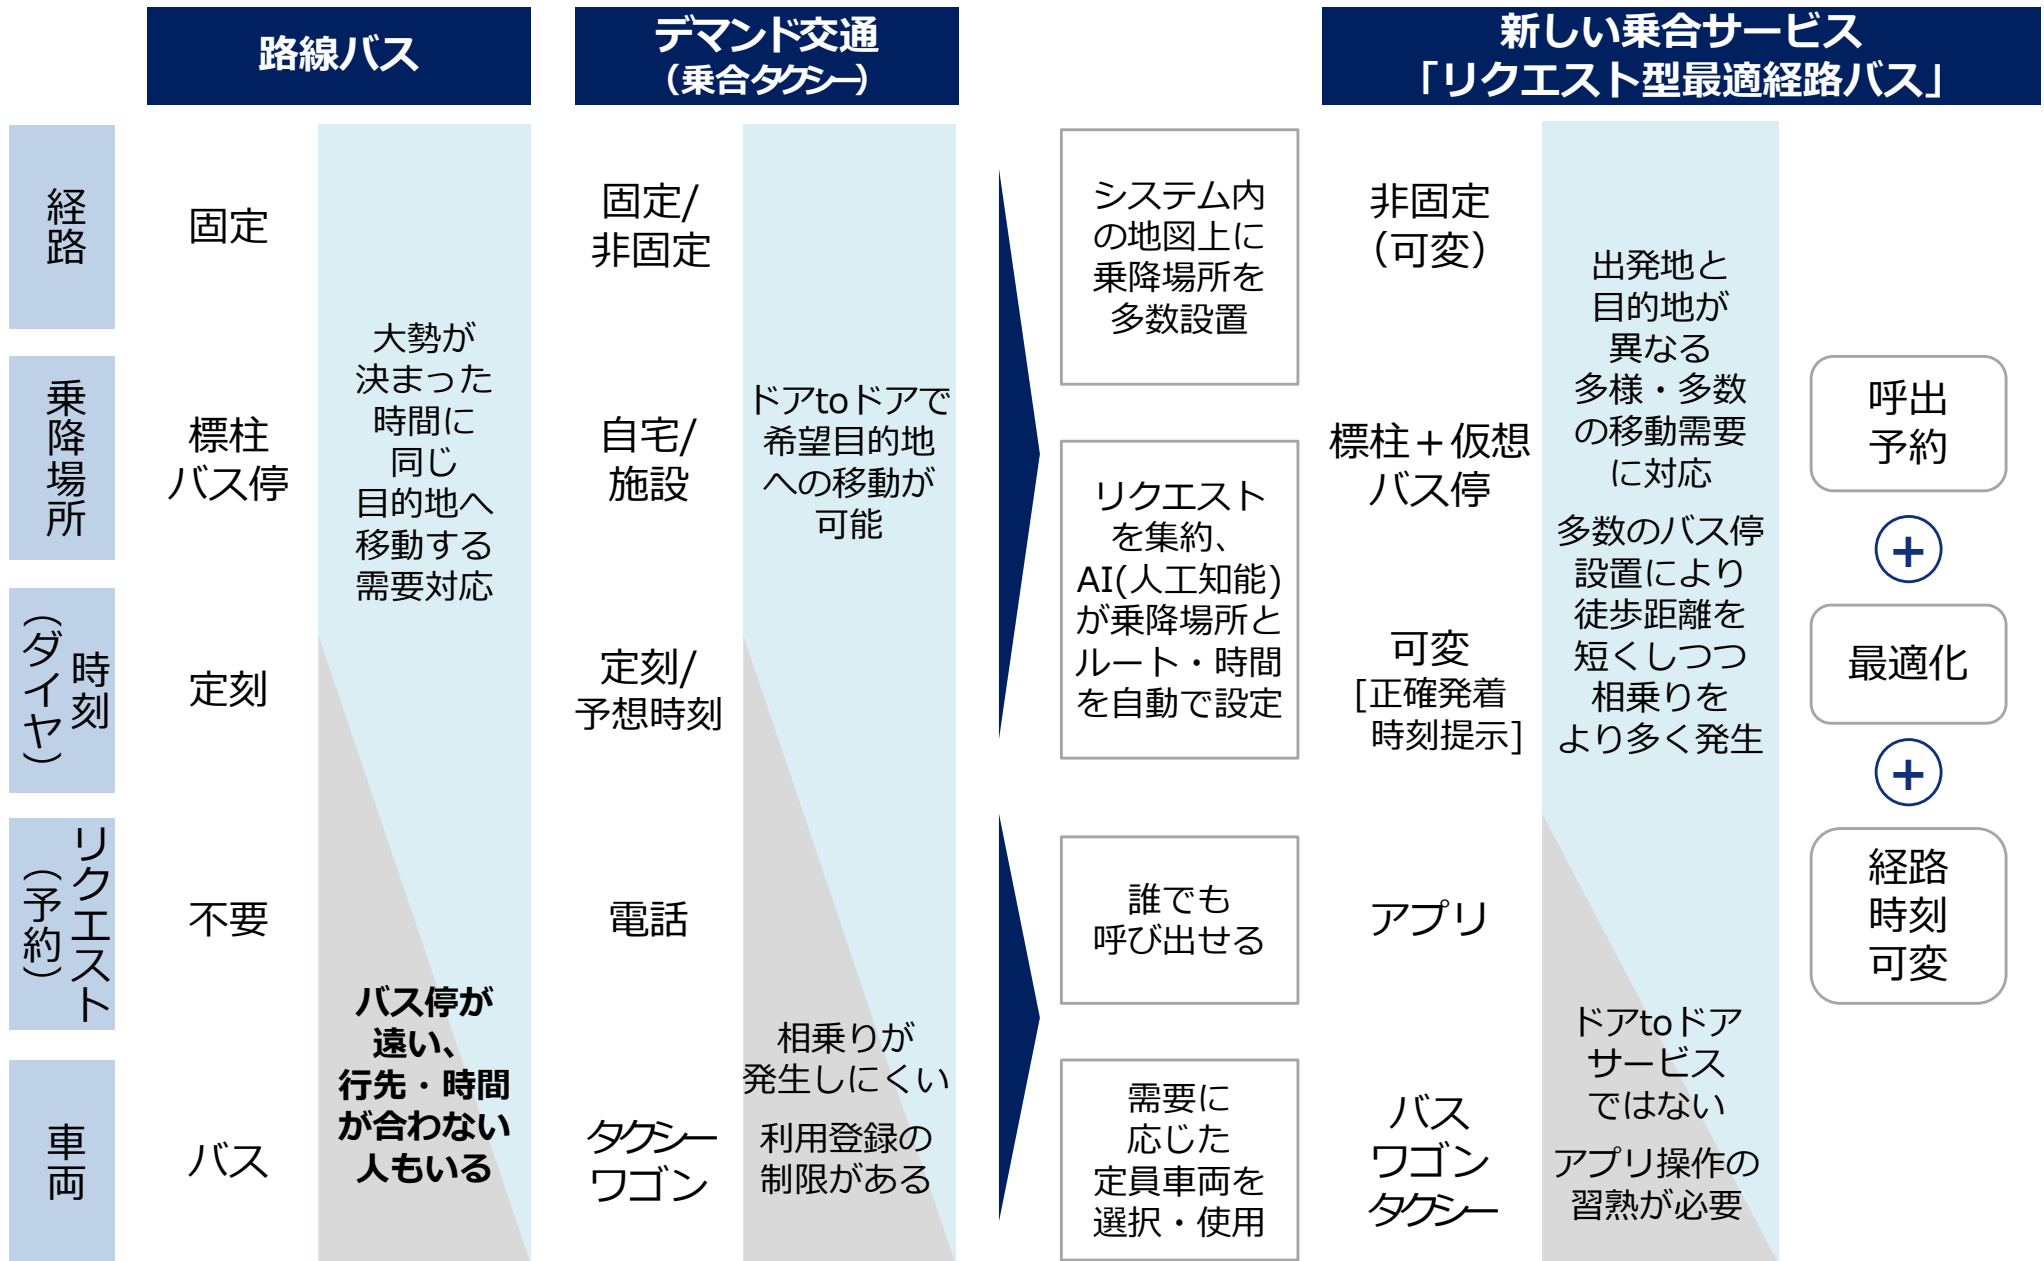 路線バス
デマンド交通
（乗合タクシー）
新しい乗合サービス
「リクエスト型最適経路バス」
経路
固定
固定/
非固定
システム内
の地図上に
乗降場所を
多数設置
非固定
（可変）
乗降場所
標柱
バス停
自宅/
施設
リクエスト
を集約、
AI(人工知能)
が乗降場所と
ルート・時間
を自動で設定
標柱＋仮想
バス停
時刻
（ダイヤ）
定刻
定刻/
予想時刻
可変
[正確発着
時刻提示]
リクエスト
（予約）
不要
電話
誰でも
呼び出せる
アプリ
車両
バス
タクシー
ワゴン
需要に
応じた
定員車両を
選択・使用
バス
ワゴン
タクシー
大勢が
決まった
時間に
同じ
目的地へ
移動する
需要対応
バス停が
遠い、
行先・時間
が合わない
人もいる
ドアtoドアで
希望目的地
への移動が
可能
相乗りが
発生しにくい
利用登録の
制限がある
出発地と
目的地が
異なる
多様・多数
の移動需要
に対応
多数のバス停
設置により
徒歩距離を
短くしつつ
相乗りを
より多く発生
ドアtoドア
サービス
ではない
アプリ操作の
習熟が必要
呼出
予約
+
最適化
+
経路
時刻
可変